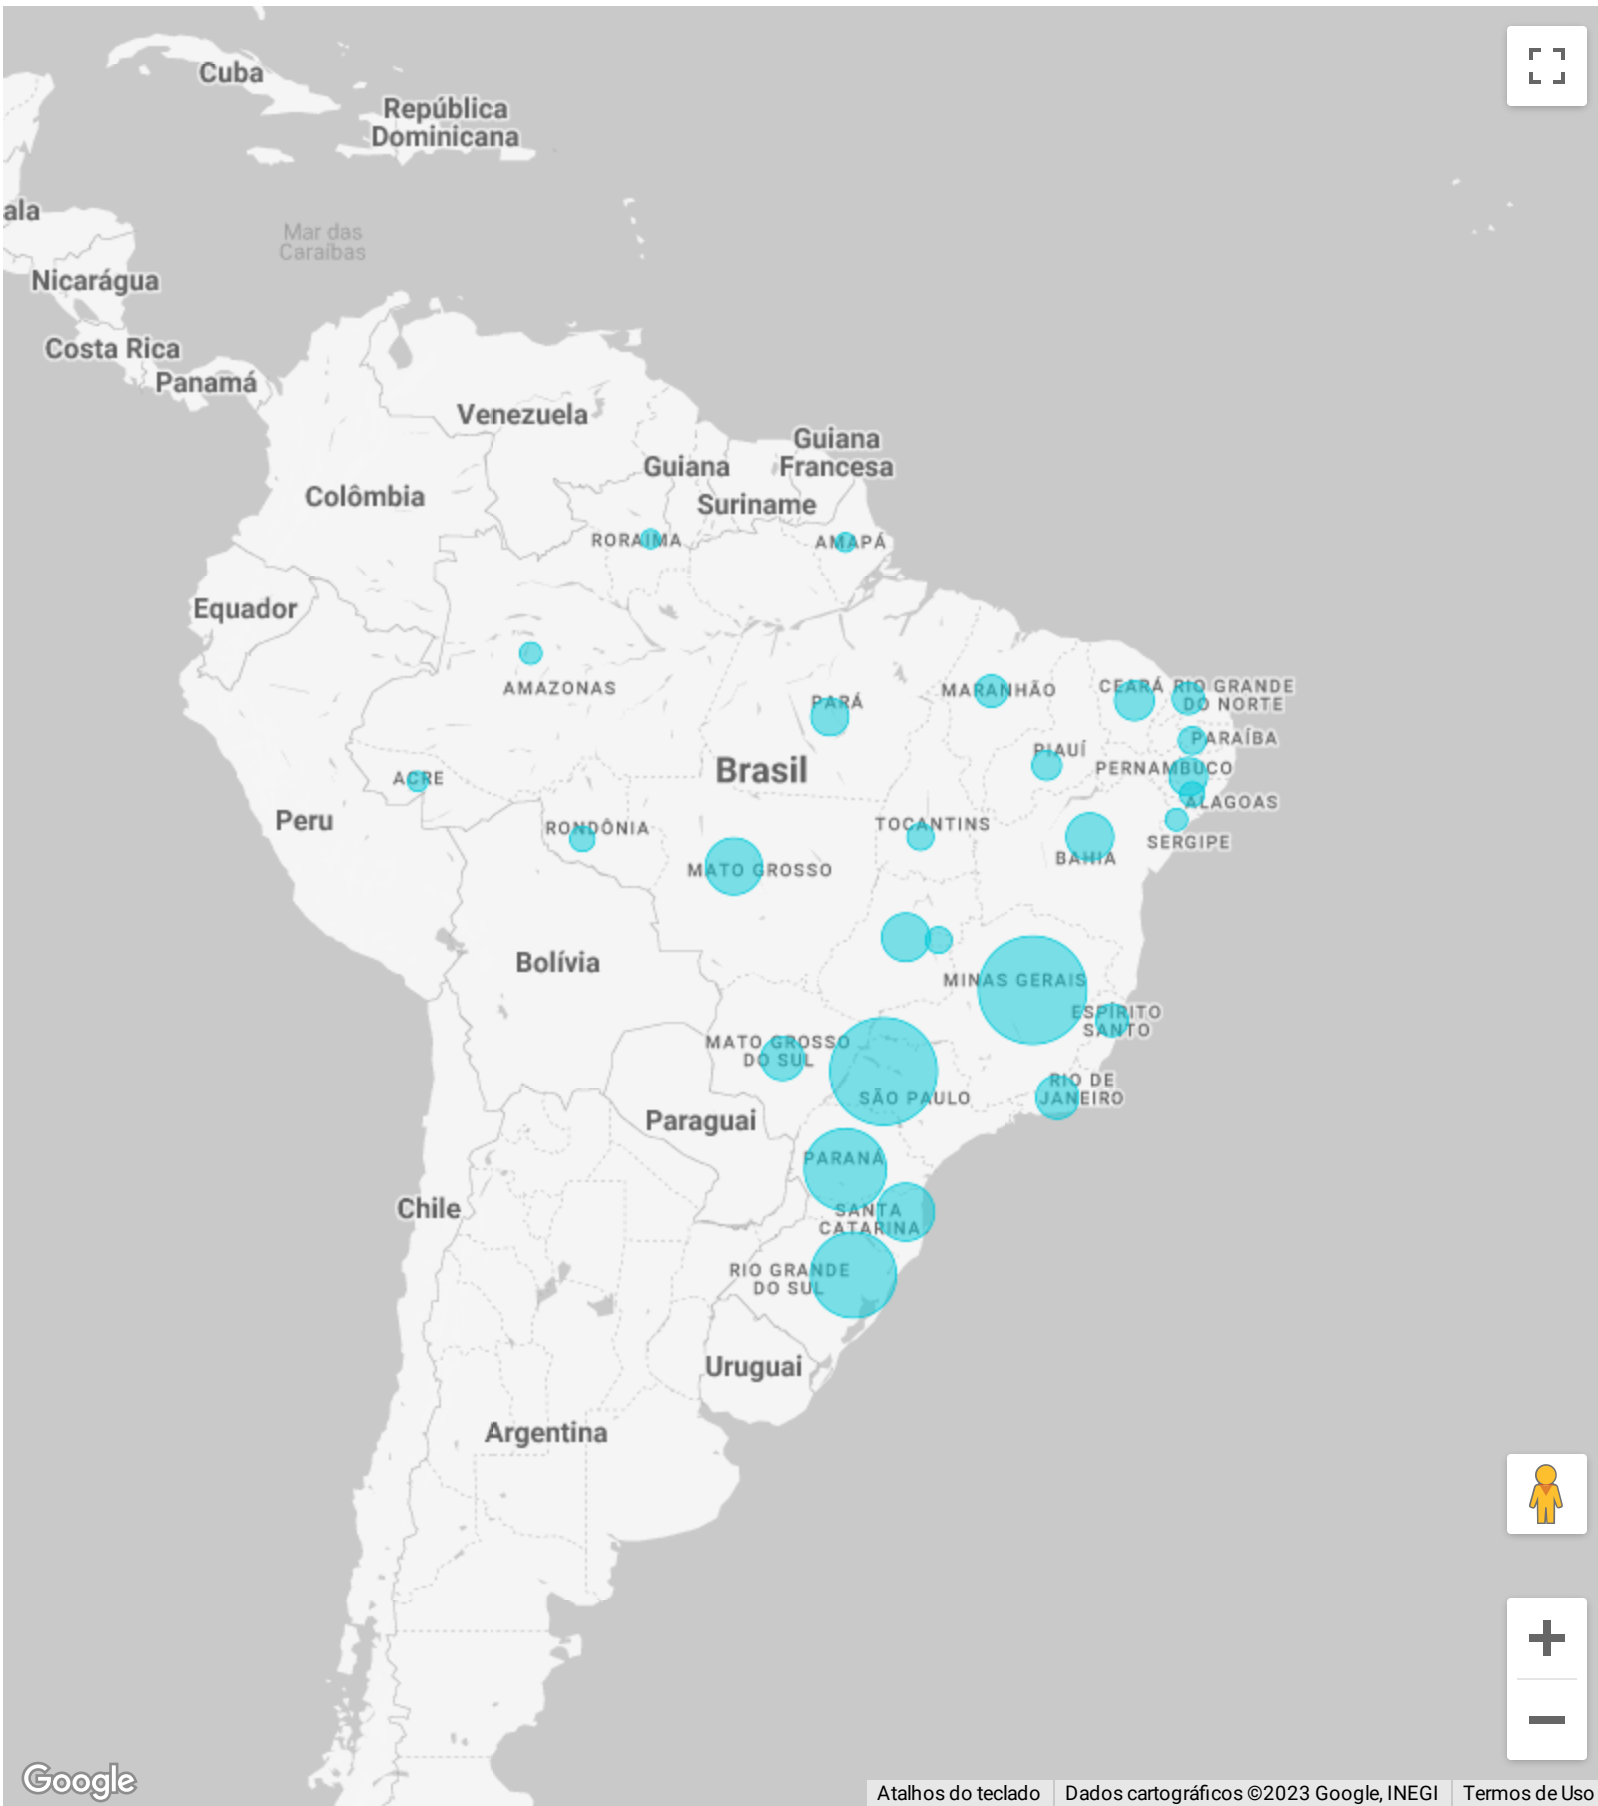 Cuba
República
Dominicana
ala
Mar das
Caraíbas
Nicarágua
Costa Rica
Panamá
Venezuela
Guiana
Francesa
Guiana
Suriname
Colômbia
RORAIMA
AMAPÁ
Equador
AMAZONAS
PARÁ
MARANHÃO
CEARÁ
RIO GRANDE
DO NORTE
PARAÍBA
PIAUÍ
PERNAMBUCO
Brasil
ACRE
ALAGOAS
Peru
RONDÔNIA
TOCANTINS
SERGIPE
BAHIA
MATO GROSSO
Bolívia
MINAS GERAIS
ESPÍRITO
SANTO
MATO GROSSO
DO SUL
RIO DE
JANEIRO
SÃO PAULO
Paraguai
PARANÁ
Chile
SANTA
CATARINA
RIO GRANDE
DO SUL
Uruguai
Argentina
Google
Atalhos do teclado
Dados cartográficos ©2023 Google, INEGI
Termos de Uso